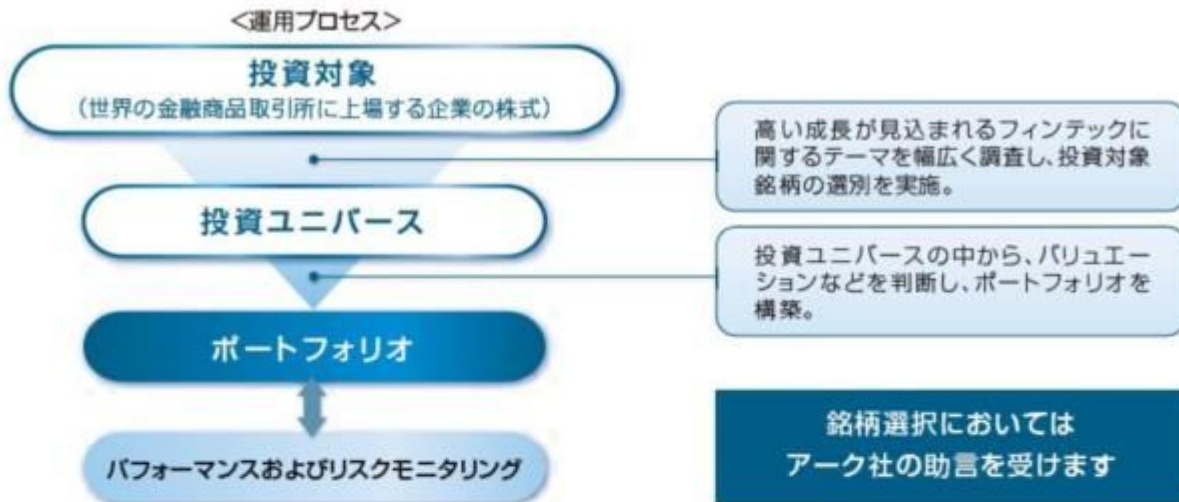 <運用プロセス>
投資対象
(世界の金融商品取引所に上場する企業の株式)
高い成長が見込まれるフィンテックに
関するテーマを幅広く調査し、投資対象
銘柄の選別を実施。
投資ユニバース
投資ユニバースの中から、バリュエー
ションなどを判断し、ポートフォリオを
構築。
ポートフォリオ
パフォーマンスおよびリスクモニタリング
銘柄選択においては
アーク社の助言を受けます